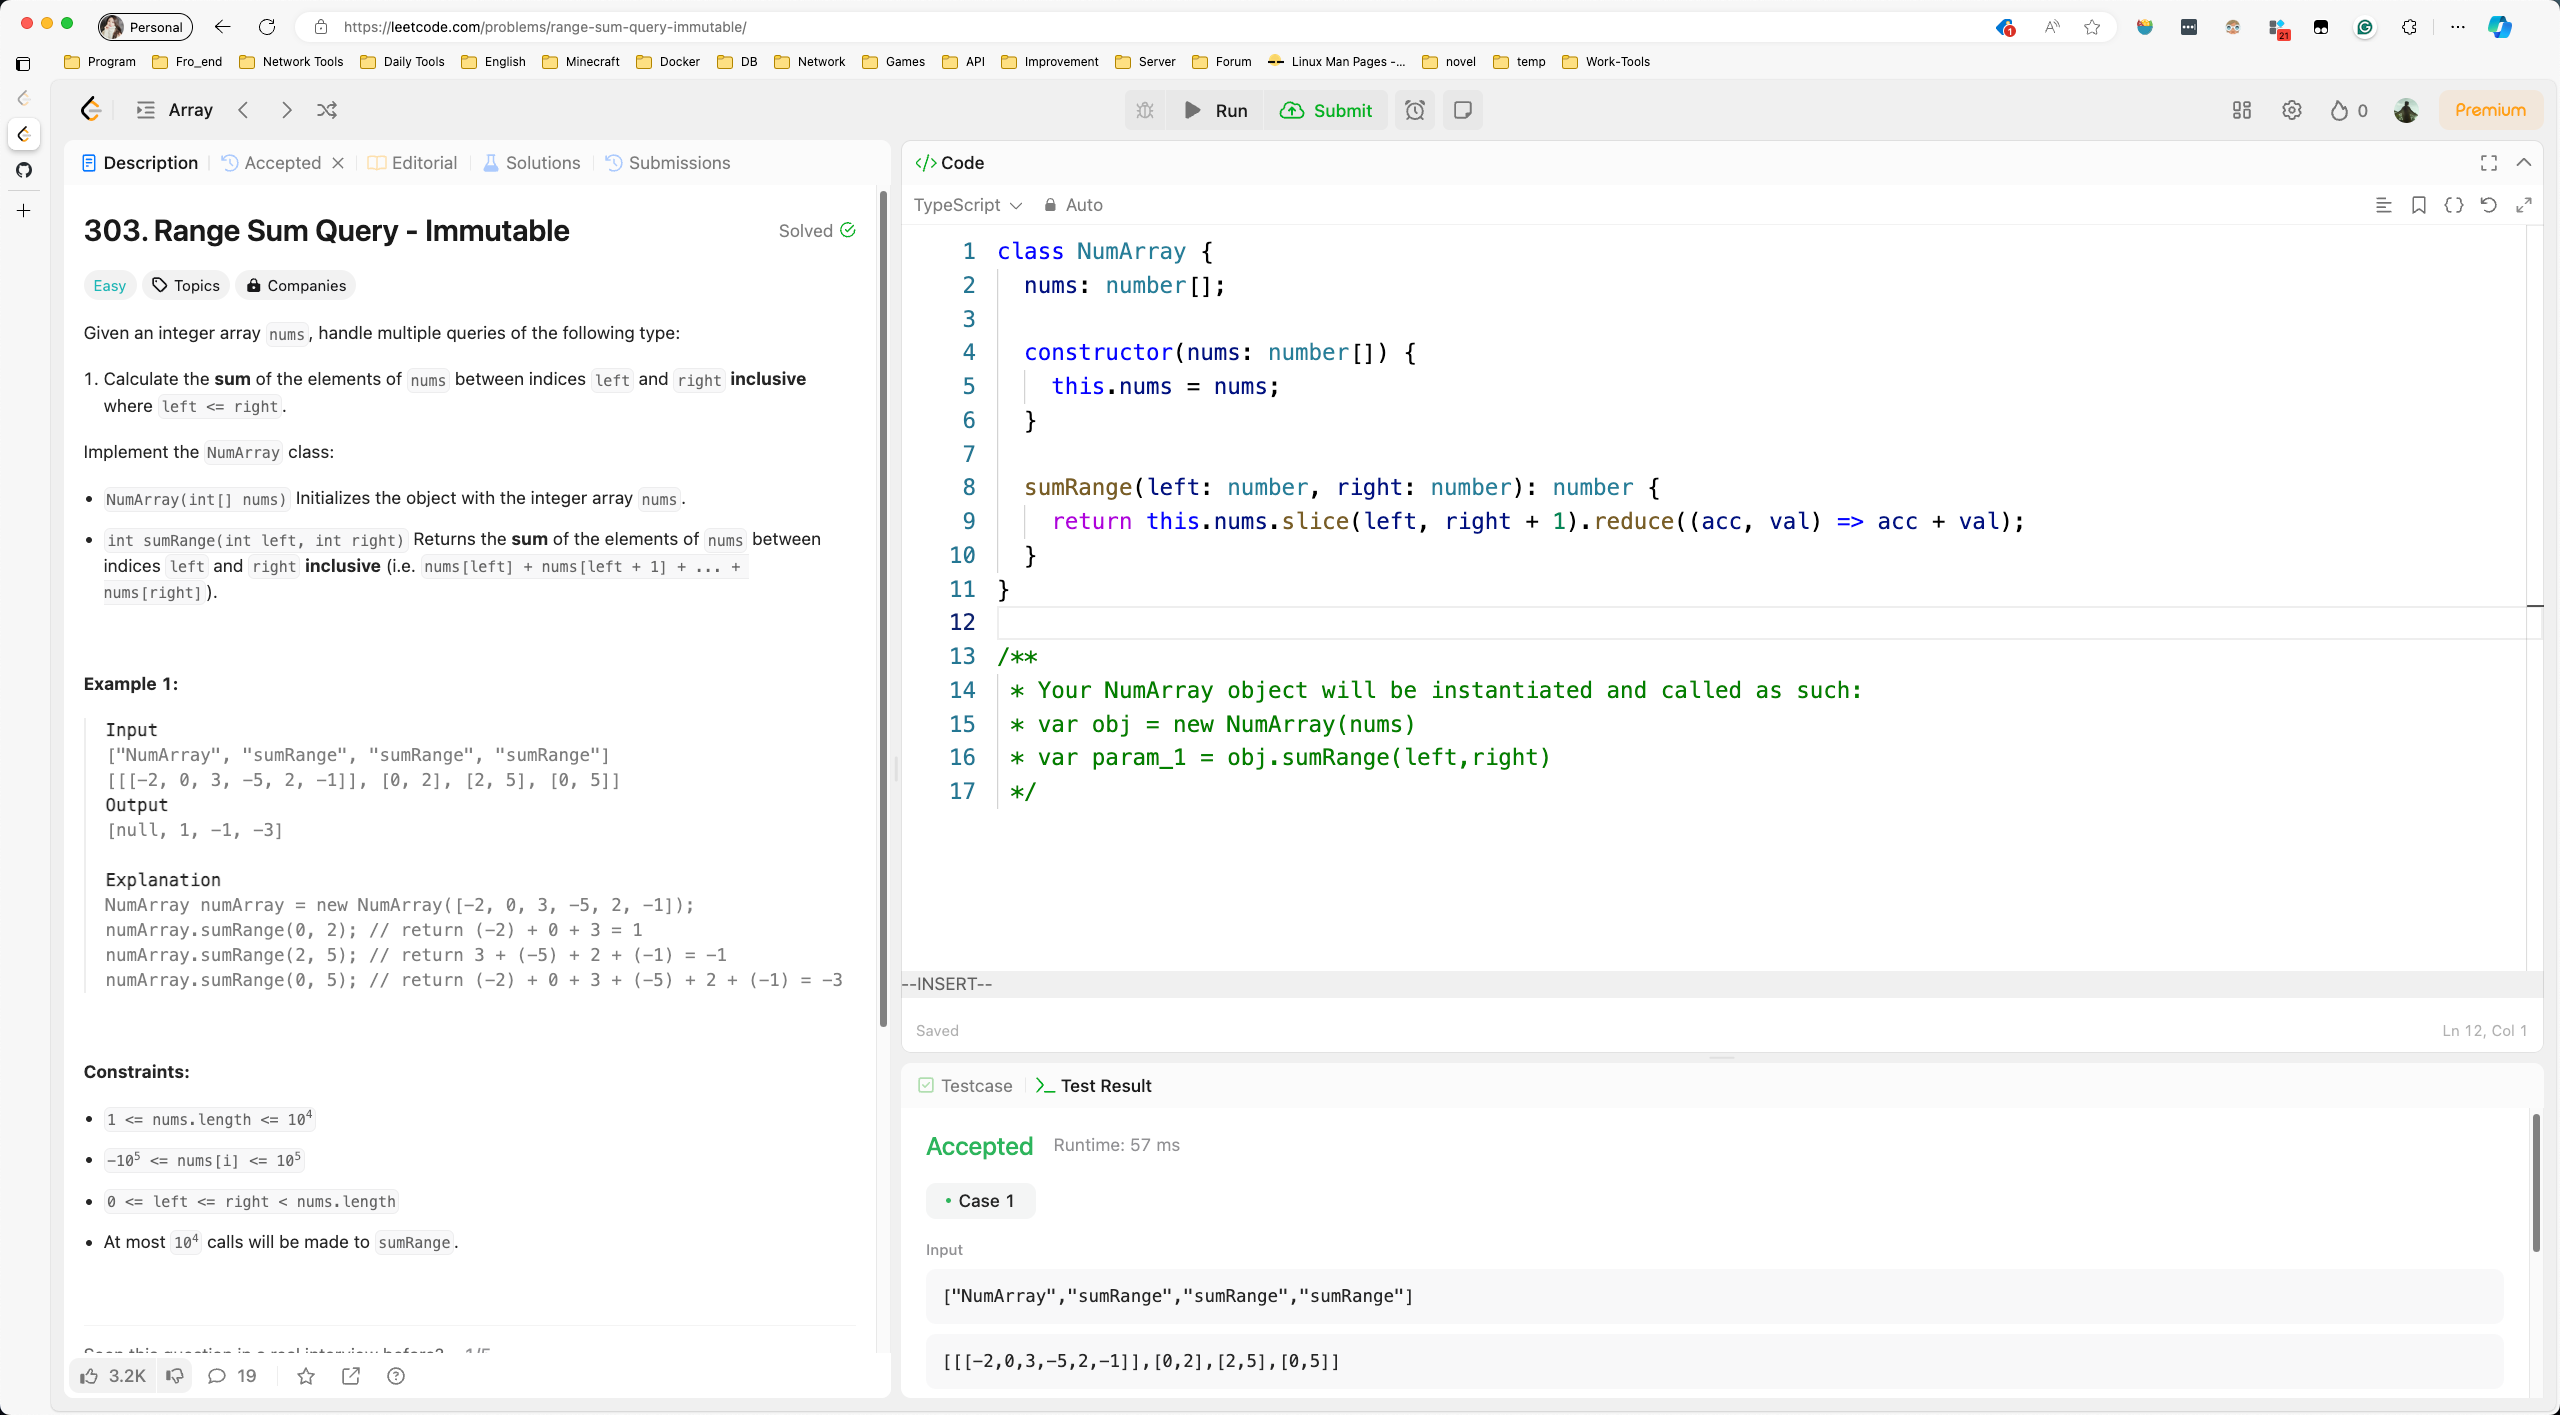 Personal
https://leetcode.com/problems/range-sum-query-immutable/
1
21
Program Fro_end Network Tools Daily Tools English Minecraft Docker DB Network Games API Improvement Server Forum Linux Man Pages -... novel temp Work-Tools
Array
Run
Submit
0
Premium
Description
Accepted
Editorial
Solutions
Submissions
303. Range Sum Query - Immutable
Solved
Easy
Topics
Companies
Given an integer array nums, handle multiple queries of the following type:
1. Calculate the sum of the elements of nums between indices left and right inclusive
where left <= right.
Implement the NumArray class:
• NumArray(int[] nums) Initializes the object with the integer array nums.
• int sumRange(int left, int right) Returns the sum of the elements of nums between
indices left and right inclusive (i.e. nums[left] + nums[left + 1] + ... +
nums[right]).
Example 1:
Input
["NumArray", "sumRange", "sumRange", "sumRange"]
[[[-2, 0, 3, -5, 2, -1]], [0, 2], [2, 5], [0, 5]]
Output
[null, 1, -1, -3]
Explanation
NumArray numArray = new NumArray([-2, 0, 3, -5, 2, -1]);
numArray.sumRange(0, 2); // return (-2) + 0 + 3 = 1
numArray.sumRange(2, 5); // return 3 + (-5) + 2 + (-1) = -1
numArray.sumRange(0, 5); // return (-2) + 0 + 3 + (-5) + 2 + (-1) = -3
Constraints:
• 1 <= nums.length <= 10⁴
• -10⁵ <= nums[i] <= 10⁵
• 0 <= left <= right < nums.length
• At most 10⁴ calls will be made to sumRange.
Seen this question in a real interview before? 1/5
3.2K
19
</> Code
TypeScript
Auto
1 class NumArray {
2 nums: number[];
3
4 constructor(nums: number[]) {
5 this.nums = nums;
6 }
7
8 sumRange(left: number, right: number): number {
9 return this.nums.slice(left, right + 1).reduce((acc, val) => acc + val);
10 }
11 }
12
13 /**
14 * Your NumArray object will be instantiated and called as such:
15 * var obj = new NumArray(nums)
16 * var param_1 = obj.sumRange(left,right)
17 */
--INSERT--
Saved
Ln 12, Col 1
Testcase
Test Result
Accepted
Runtime: 57 ms
• Case 1
Input
["NumArray","sumRange","sumRange","sumRange"]
[[[-2,0,3,-5,2,-1]],[0,2],[2,5],[0,5]]